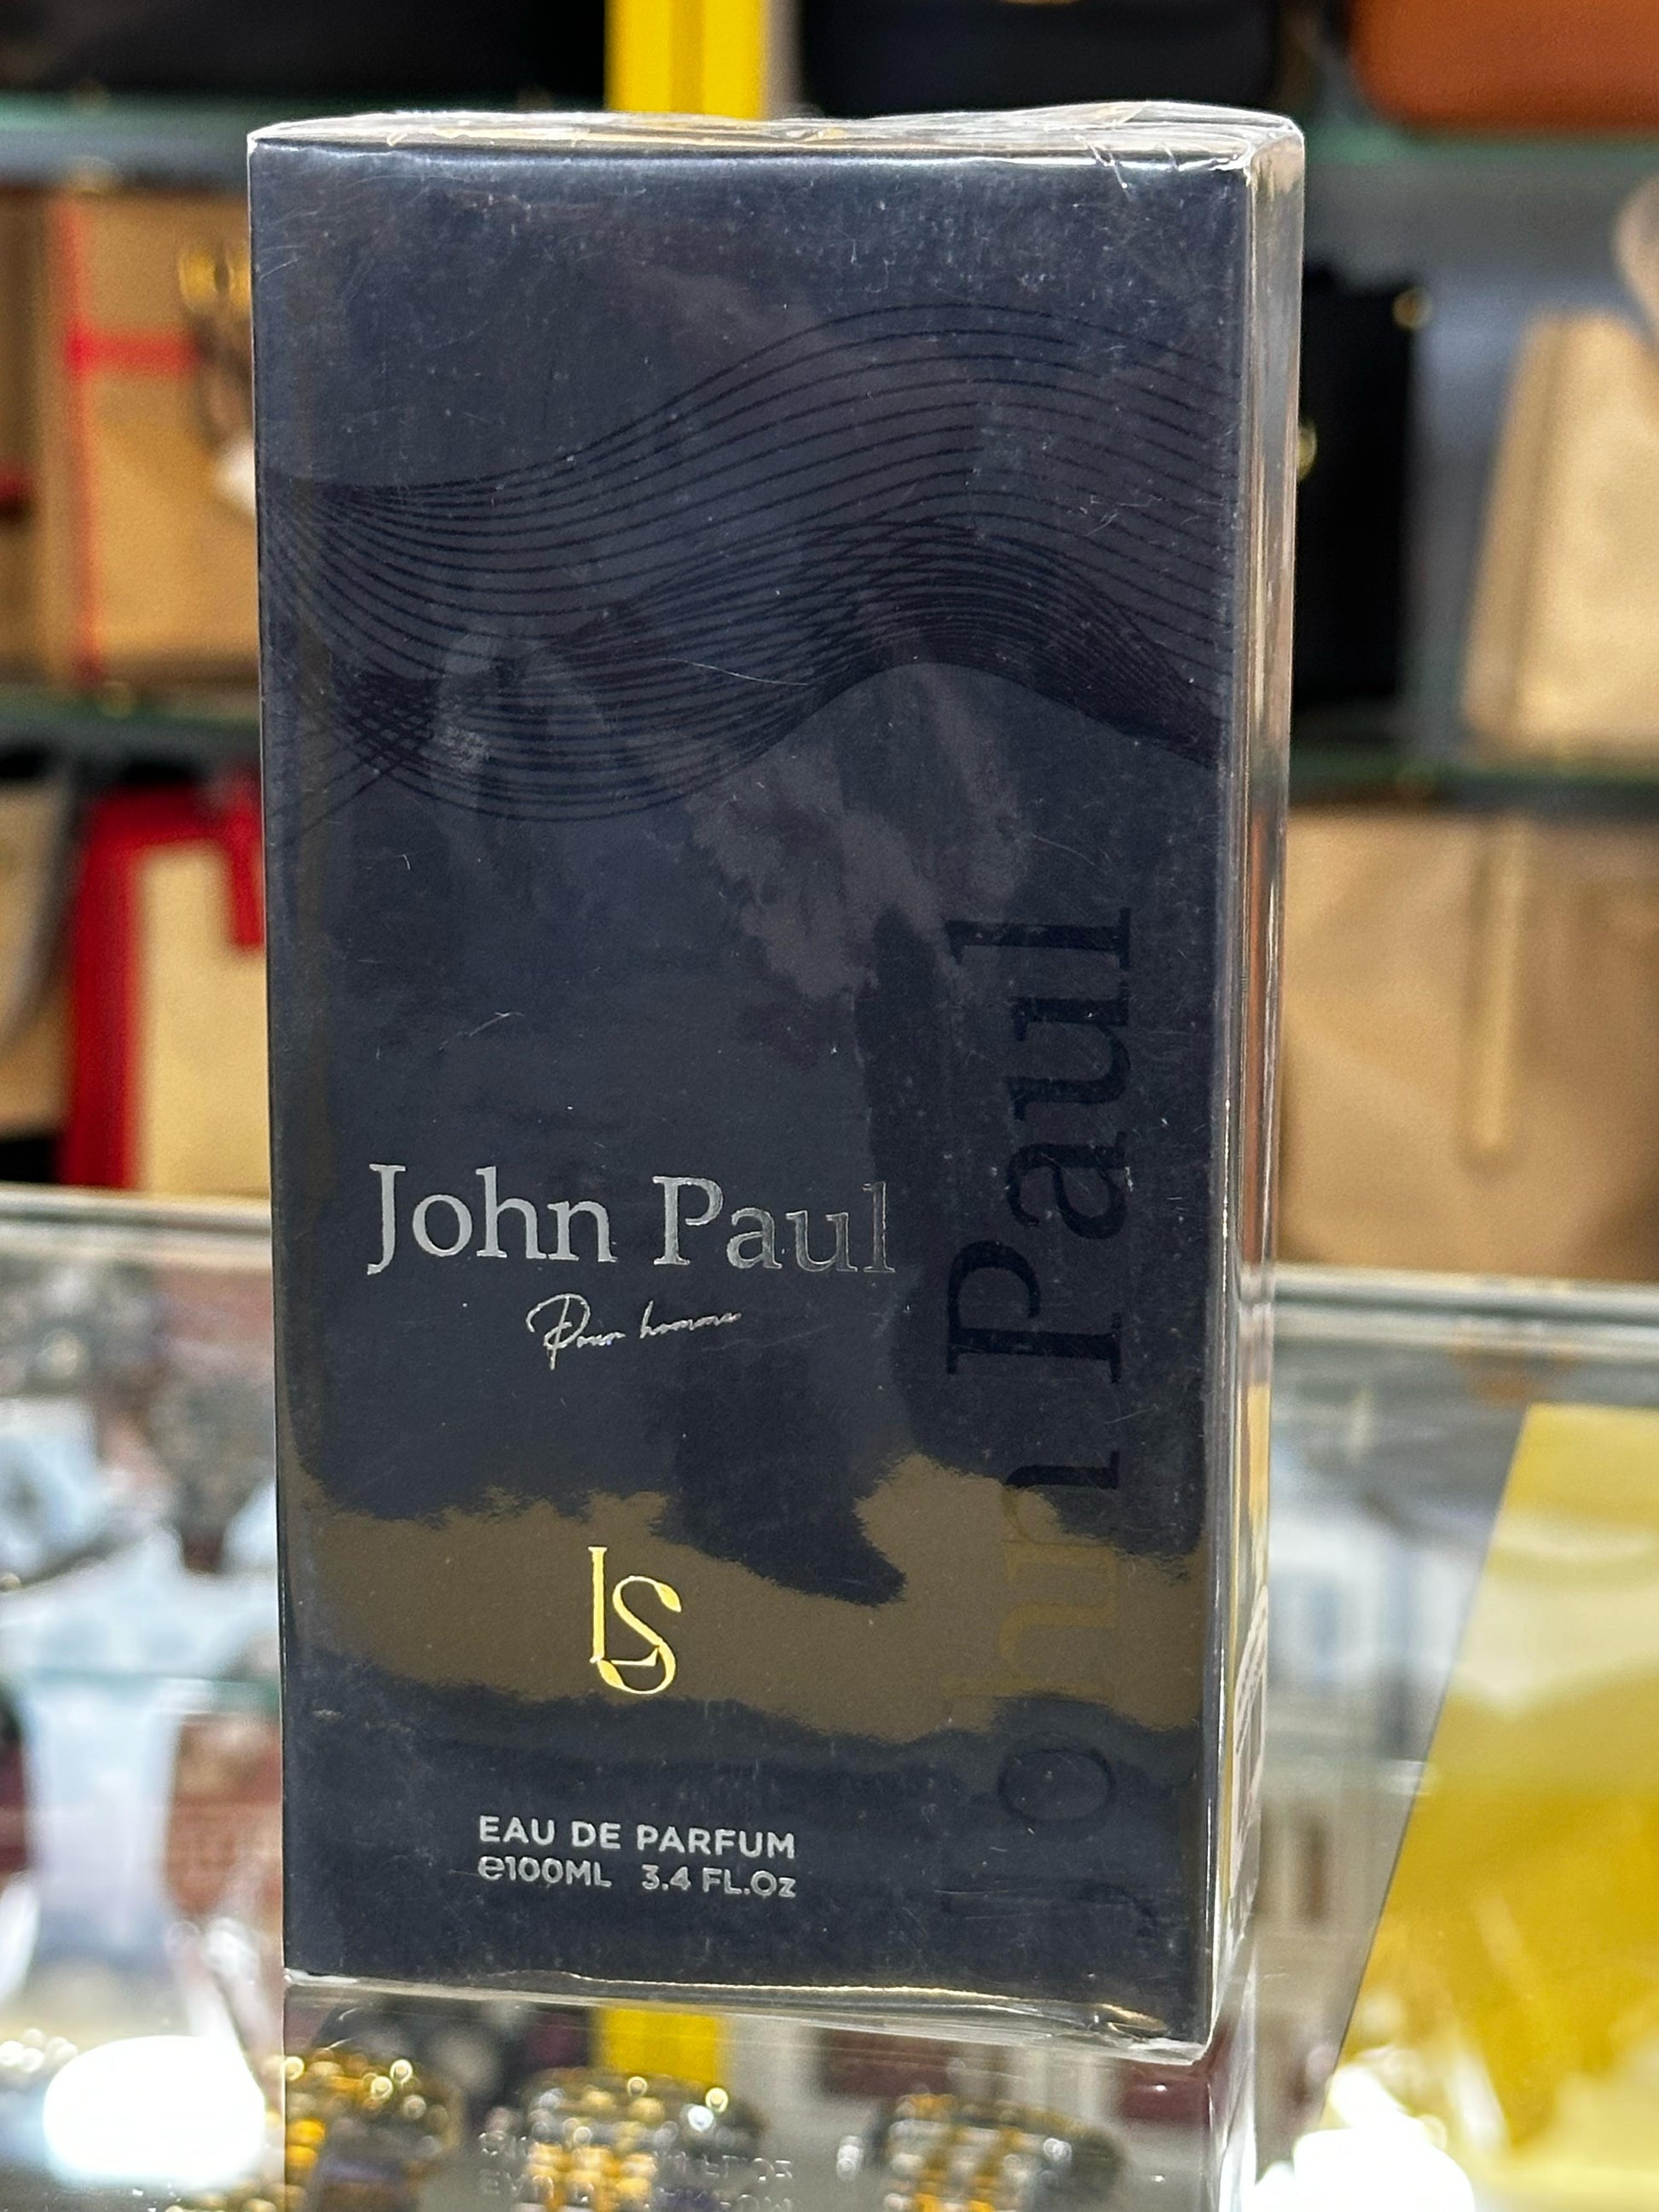 John Paul
Pour homme
LS
EAU DE PARFUM
℮100ML 3.4 FL.Oz
John Paul